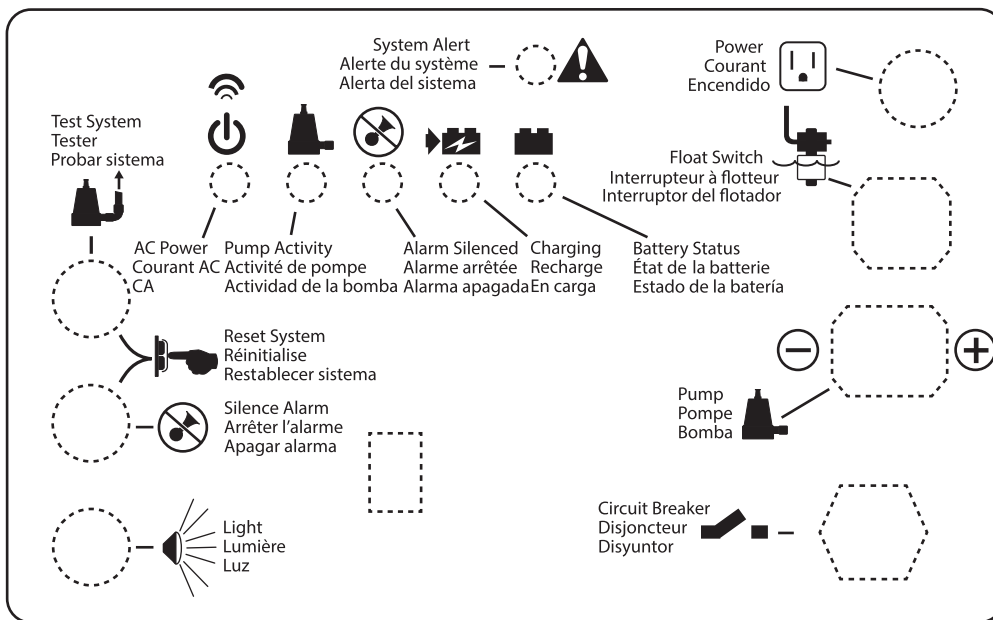 System Alert
Alerte du système
Alerta del sistema
Power
Courant
Encendido
Test System
Tester
Probar sistema
Float Switch
Interrupteur à flotteur
Interruptor del flotador
AC Power
Courant AC
CA
Pump Activity
Activité de pompe
Actividad de la bomba
Alarm Silenced
Alarme arrêtée
Alarma apagada
Charging
Recharge
En carga
Battery Status
État de la batterie
Estado de la batería
Reset System
Réinitialise
Restablecer sistema
Silence Alarm
Arrêter l'alarme
Apagar alarma
Pump
Pompe
Bomba
Light
Lumière
Luz
Circuit Breaker
Disjoncteur
Disyuntor